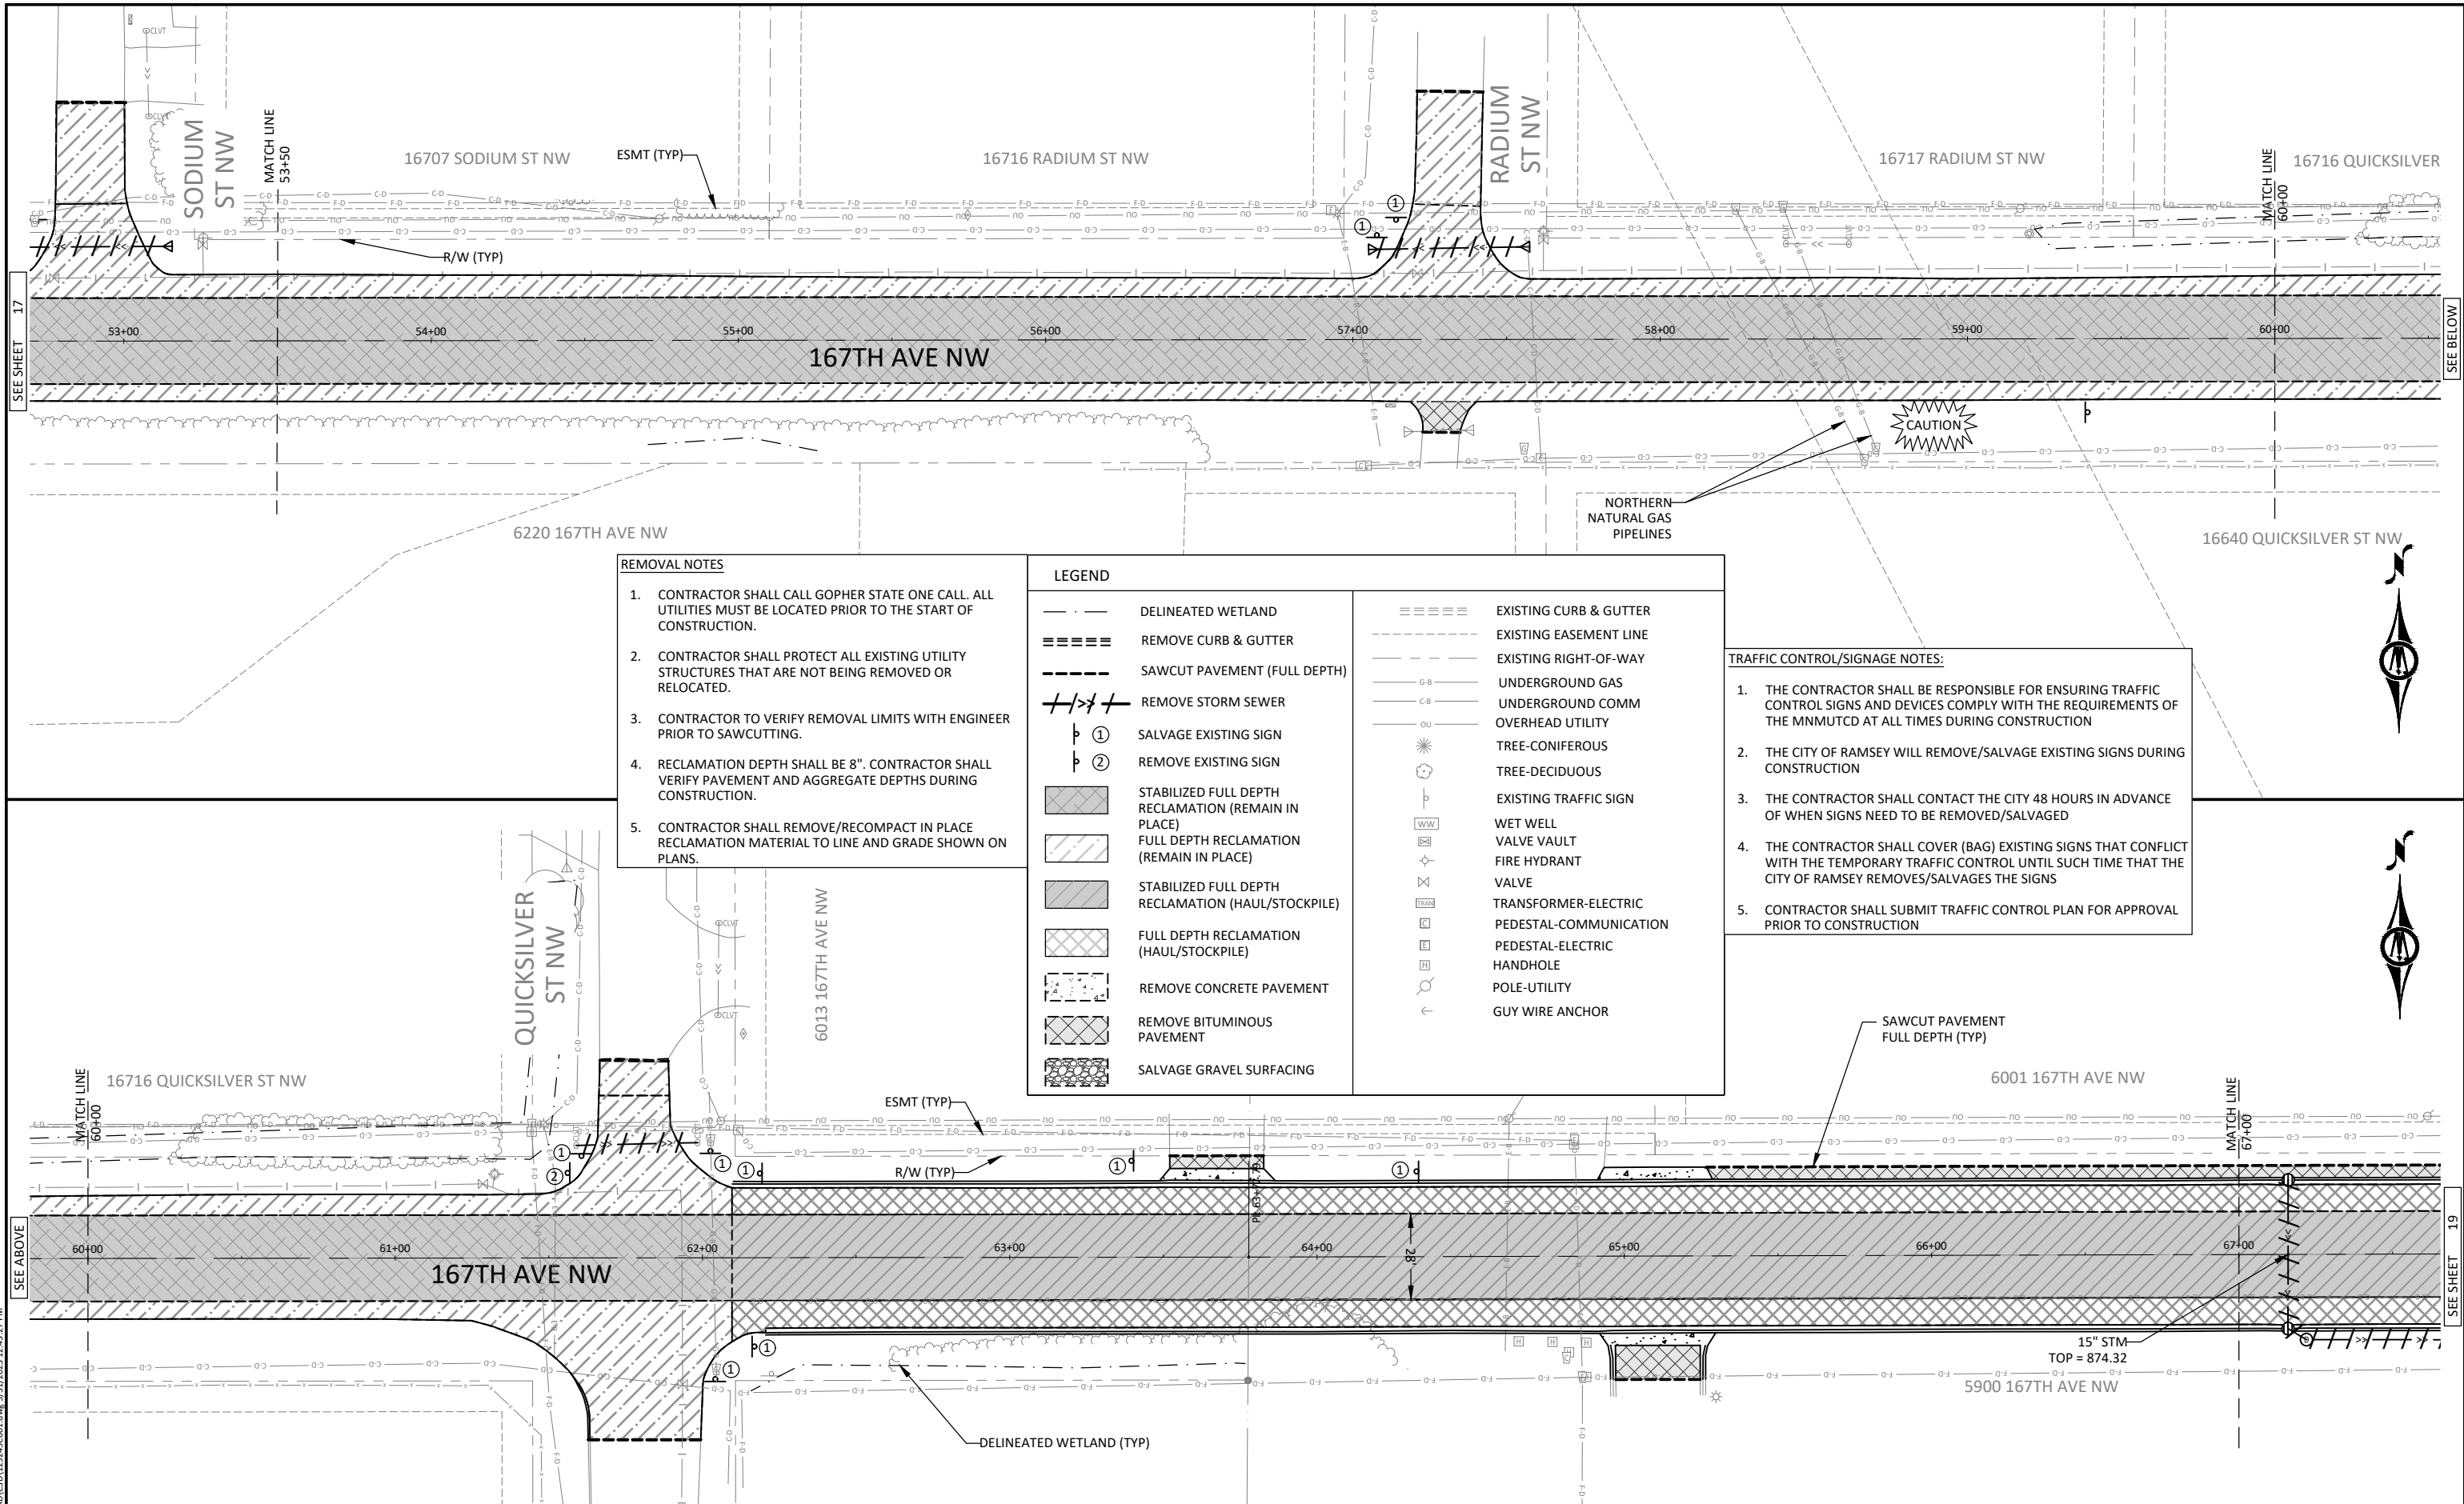 CLVT
CLVT
SODIUM
ST NW
MATCH LINE
53+50
16707 SODIUM ST NW
ESMT (TYP)
16716 RADIUM ST NW
RADIUM
ST NW
16717 RADIUM ST NW
MATCH LINE
60+00
16716 QUICKSILVER
R/W (TYP)
1
1
SEE SHEET 17
53+00
54+00
55+00
56+00
57+00
58+00
59+00
60+00
SEE BELOW
167TH AVE NW
CAUTION
NORTHERN
NATURAL GAS
PIPELINES
6220 167TH AVE NW
16640 QUICKSILVER ST NW
REMOVAL NOTES
1. CONTRACTOR SHALL CALL GOPHER STATE ONE CALL. ALL
UTILITIES MUST BE LOCATED PRIOR TO THE START OF
CONSTRUCTION.
2. CONTRACTOR SHALL PROTECT ALL EXISTING UTILITY
STRUCTURES THAT ARE NOT BEING REMOVED OR
RELOCATED.
3. CONTRACTOR TO VERIFY REMOVAL LIMITS WITH ENGINEER
PRIOR TO SAWCUTTING.
4. RECLAMATION DEPTH SHALL BE 8". CONTRACTOR SHALL
VERIFY PAVEMENT AND AGGREGATE DEPTHS DURING
CONSTRUCTION.
5. CONTRACTOR SHALL REMOVE/RECOMPACT IN PLACE
RECLAMATION MATERIAL TO LINE AND GRADE SHOWN ON
PLANS.
LEGEND
DELINEATED WETLAND
REMOVE CURB & GUTTER
SAWCUT PAVEMENT (FULL DEPTH)
REMOVE STORM SEWER
1 SALVAGE EXISTING SIGN
2 REMOVE EXISTING SIGN
STABILIZED FULL DEPTH
RECLAMATION (REMAIN IN
PLACE)
FULL DEPTH RECLAMATION
(REMAIN IN PLACE)
STABILIZED FULL DEPTH
RECLAMATION (HAUL/STOCKPILE)
FULL DEPTH RECLAMATION
(HAUL/STOCKPILE)
REMOVE CONCRETE PAVEMENT
REMOVE BITUMINOUS
PAVEMENT
SALVAGE GRAVEL SURFACING
EXISTING CURB & GUTTER
EXISTING EASEMENT LINE
EXISTING RIGHT-OF-WAY
G-B UNDERGROUND GAS
C-B UNDERGROUND COMM
OU OVERHEAD UTILITY
TREE-CONIFEROUS
TREE-DECIDUOUS
EXISTING TRAFFIC SIGN
WW WET WELL
VALVE VAULT
FIRE HYDRANT
VALVE
TRAN TRANSFORMER-ELECTRIC
C PEDESTAL-COMMUNICATION
E PEDESTAL-ELECTRIC
H HANDHOLE
POLE-UTILITY
GUY WIRE ANCHOR
TRAFFIC CONTROL/SIGNAGE NOTES:
1. THE CONTRACTOR SHALL BE RESPONSIBLE FOR ENSURING TRAFFIC
CONTROL SIGNS AND DEVICES COMPLY WITH THE REQUIREMENTS OF
THE MNMUTCD AT ALL TIMES DURING CONSTRUCTION
2. THE CITY OF RAMSEY WILL REMOVE/SALVAGE EXISTING SIGNS DURING
CONSTRUCTION
3. THE CONTRACTOR SHALL CONTACT THE CITY 48 HOURS IN ADVANCE
OF WHEN SIGNS NEED TO BE REMOVED/SALVAGED
4. THE CONTRACTOR SHALL COVER (BAG) EXISTING SIGNS THAT CONFLICT
WITH THE TEMPORARY TRAFFIC CONTROL UNTIL SUCH TIME THAT THE
CITY OF RAMSEY REMOVES/SALVAGES THE SIGNS
5. CONTRACTOR SHALL SUBMIT TRAFFIC CONTROL PLAN FOR APPROVAL
PRIOR TO CONSTRUCTION
N
N
QUICKSILVER
ST NW
CLVT
CLVT
6013 167TH AVE NW
MATCH LINE
60+00
16716 QUICKSILVER ST NW
ESMT (TYP)
R/W (TYP)
SAWCUT PAVEMENT
FULL DEPTH (TYP)
6001 167TH AVE NW
MATCH LINE
67+00
1
2
1
1
1
1
SEE ABOVE
60+00
61+00
62+00
63+00
64+00
65+00
66+00
67+00
SEE SHEET 19
28'
167TH AVE NW
1
1
15" STM
TOP = 874.32
5900 167TH AVE NW
DELINEATED WETLAND (TYP)